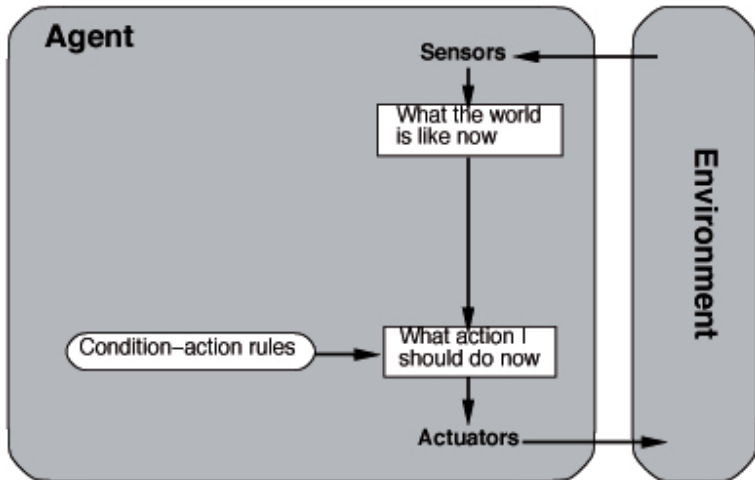 Agent
Sensors
What the world
is like now
Environment
Condition–action rules
What action I
should do now
Actuators